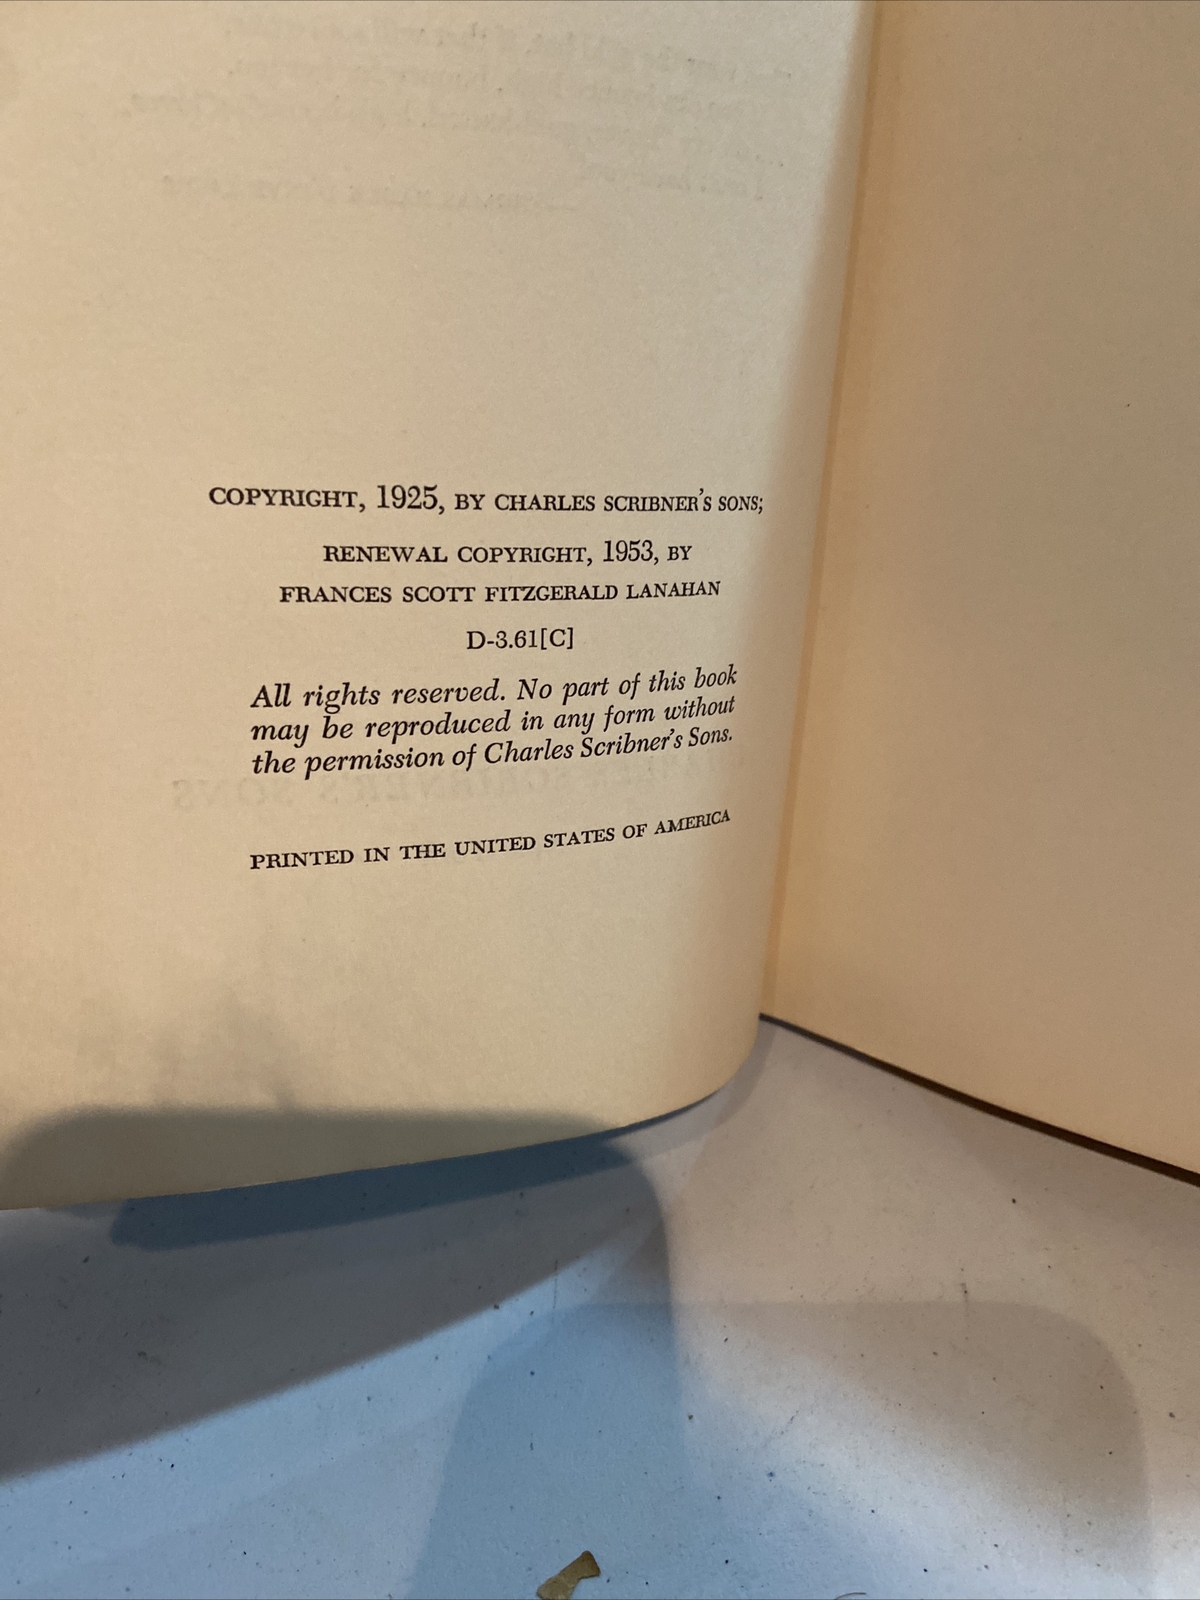 COPYRIGHT, 1925, BY CHARLES SCRIBNER'S SONS;
RENEWAL COPYRIGHT, 1953, BY
FRANCES SCOTT FITZGERALD LANAHAN
D-3.61[C]
All rights reserved. No part of this book
may be reproduced in any form without
the permission of Charles Scribner's Sons.
PRINTED IN THE UNITED STATES OF AMERICA